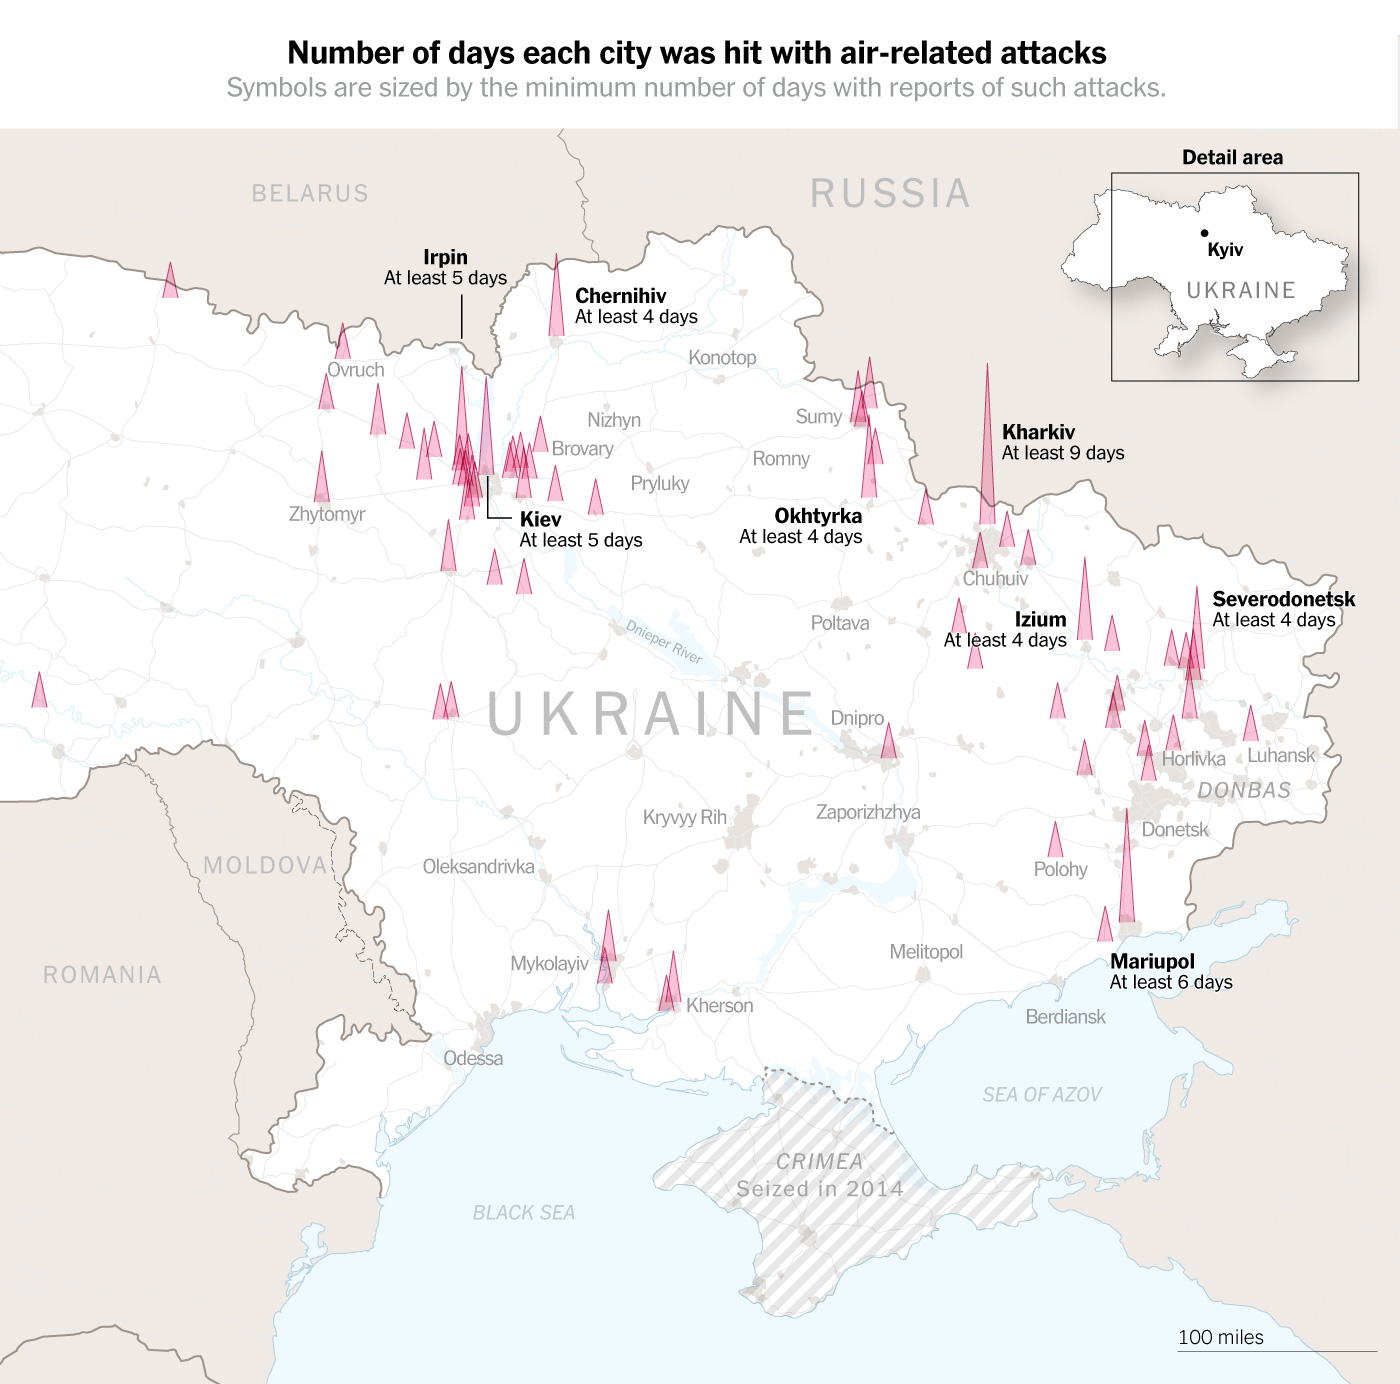 Number of days each city was hit with air-related attacks
Symbols are sized by the minimum number of days with reports of such attacks.
Detail area
Kyiv
UKRAINE
BELARUS
RUSSIA
Irpin
At least 5 days
Chernihiv
At least 4 days
Konotop
Ovruch
Nizhyn
Sumy
Brovary
Kharkiv
At least 9 days
Romny
Pryluky
Zhytomyr
Kiev
At least 5 days
Okhtyrka
At least 4 days
Chuhuiv
Severodonetsk
At least 4 days
Poltava
Izium
At least 4 days
Dnieper River
UKRAINE
Dnipro
Horlivka
Luhansk
DONBAS
Kryvyy Rih
Zaporizhzhya
Donetsk
MOLDOVA
Oleksandrivka
Polohy
ROMANIA
Mykolayiv
Melitopol
Mariupol
At least 6 days
Kherson
Berdiansk
Odessa
SEA OF AZOV
CRIMEA
Seized in 2014
BLACK SEA
100 miles